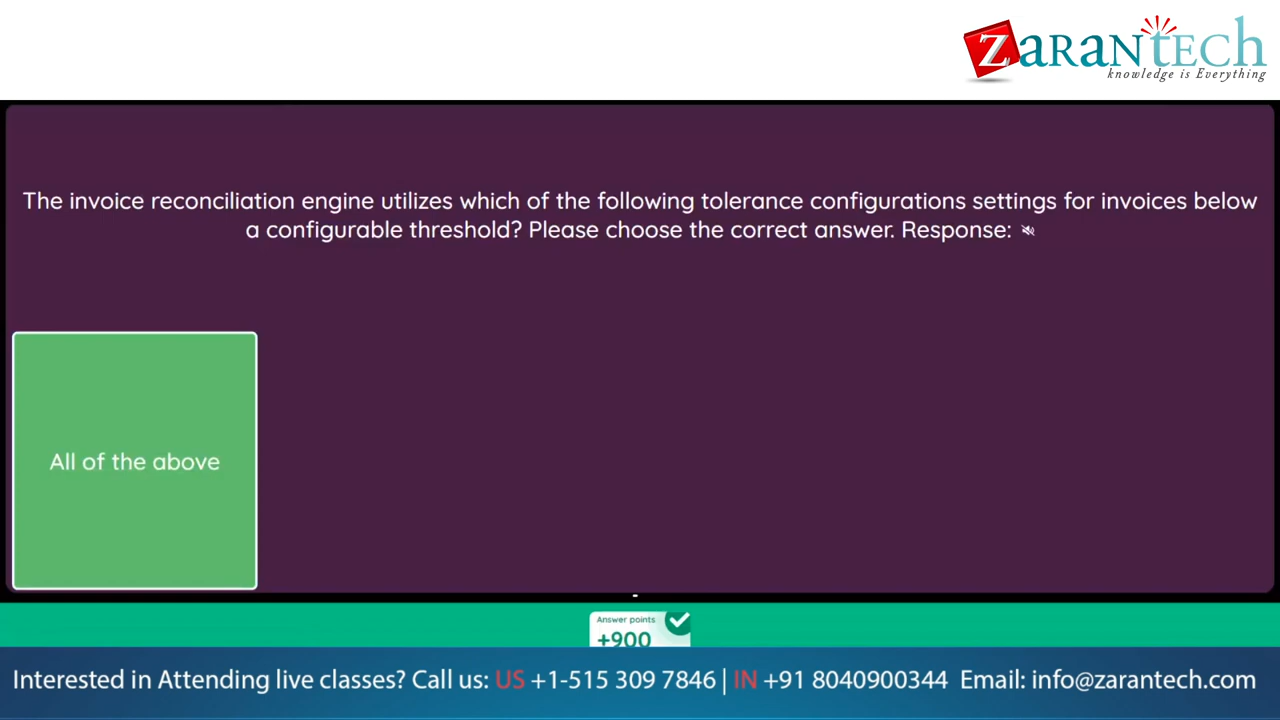 ZARANTECH
knowledge is Everything
The invoice reconciliation engine utilizes which of the following tolerance configurations settings for invoices below
a configurable threshold? Please choose the correct answer. Response:
All of the above
Answer points
+900
Interested in Attending live classes? Call us: US +1-515 309 7846 | IN +91 8040900344 Email: info@zarantech.com